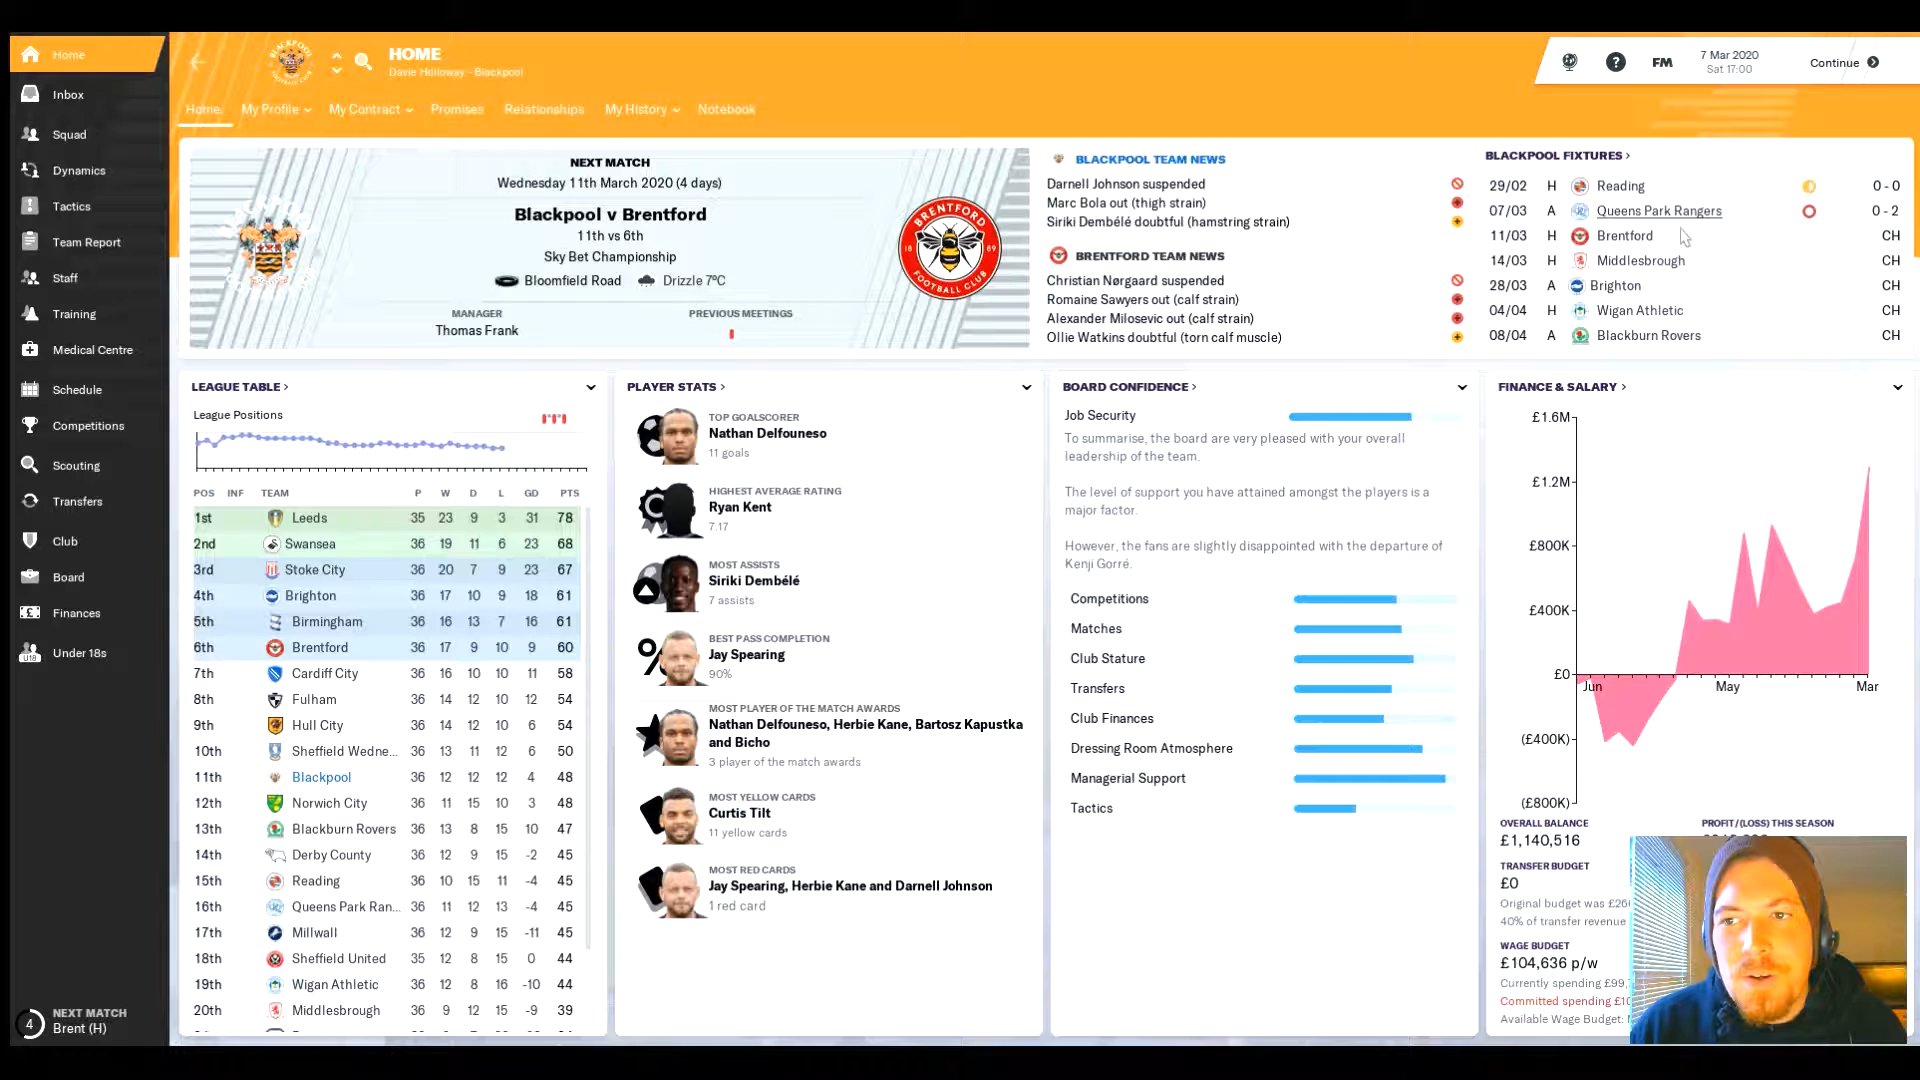 Home
Inbox
Squad
Dynamics
Tactics
Team Report
Staff
Training
Medical Centre
Schedule
Competitions
Scouting
Transfers
Club
Board
Finances
Under 18s
4
NEXT MATCH
Brent (H)
HOME
Davie Holloway - Blackpool
FM
7 Mar 2020
Sat 17:00
Continue
Home
My Profile
My Contract
Promises
Relationships
My History
Notebook
NEXT MATCH
Wednesday 11th March 2020 (4 days)
Blackpool v Brentford
11th vs 6th
Sky Bet Championship
Bloomfield Road Drizzle 7ºC
MANAGER
Thomas Frank
PREVIOUS MEETINGS
BRENTFORD
18 89
FOOTBALL CLUB
BLACKPOOL TEAM NEWS
Darnell Johnson suspended
Marc Bola out (thigh strain)
Siriki Dembélé doubtful (hamstring strain)
BRENTFORD TEAM NEWS
Christian Nørgaard suspended
Romaine Sawyers out (calf strain)
Alexander Milosevic out (calf strain)
Ollie Watkins doubtful (torn calf muscle)
BLACKPOOL FIXTURES >
29/02 H Reading 0 - 0
07/03 A Queens Park Rangers 0 - 2
11/03 H Brentford CH
14/03 H Middlesbrough CH
28/03 A Brighton CH
04/04 H Wigan Athletic CH
08/04 A Blackburn Rovers CH
LEAGUE TABLE >
League Positions
POS INF TEAM P W D L GD PTS
1st Leeds 35 23 9 3 31 78
2nd Swansea 36 19 11 6 23 68
3rd Stoke City 36 20 7 9 23 67
4th Brighton 36 17 10 9 18 61
5th Birmingham 36 16 13 7 16 61
6th Brentford 36 17 9 10 9 60
7th Cardiff City 36 16 10 10 11 58
8th Fulham 36 14 12 10 12 54
9th Hull City 36 14 12 10 6 54
10th Sheffield Wedne... 36 13 11 12 6 50
11th Blackpool 36 12 12 12 4 48
12th Norwich City 36 11 15 10 3 48
13th Blackburn Rovers 36 13 8 15 10 47
14th Derby County 36 12 9 15 -2 45
15th Reading 36 10 15 11 -4 45
16th Queens Park Ran... 36 11 12 13 -4 45
17th Millwall 36 12 9 15 -11 45
18th Sheffield United 35 12 8 15 0 44
19th Wigan Athletic 36 12 8 16 -10 44
20th Middlesbrough 36 9 12 15 -9 39
PLAYER STATS >
TOP GOALSCORER
Nathan Delfouneso
11 goals
HIGHEST AVERAGE RATING
Ryan Kent
7.17
MOST ASSISTS
Siriki Dembélé
7 assists
BEST PASS COMPLETION
Jay Spearing
90%
MOST PLAYER OF THE MATCH AWARDS
Nathan Delfouneso, Herbie Kane, Bartosz Kapustka
and Bicho
3 player of the match awards
MOST YELLOW CARDS
Curtis Tilt
11 yellow cards
MOST RED CARDS
Jay Spearing, Herbie Kane and Darnell Johnson
1 red card
BOARD CONFIDENCE >
Job Security
To summarise, the board are very pleased with your overall
leadership of the team.
The level of support you have attained amongst the players is a
major factor.
However, the fans are slightly disappointed with the departure of
Kenji Gorré.
Competitions
Matches
Club Stature
Transfers
Club Finances
Dressing Room Atmosphere
Managerial Support
Tactics
FINANCE & SALARY >
£1.6M
£1.2M
£800K
£400K
£0
(£400K)
(£800K)
Jun May Mar
OVERALL BALANCE
£1,140,516
PROFIT/(LOSS) THIS SEASON
TRANSFER BUDGET
£0
Original budget was
40% of transfer revenue
WAGE BUDGET
£104,636 p/w
Currently spending
Committed spending
Available Wage Budget: